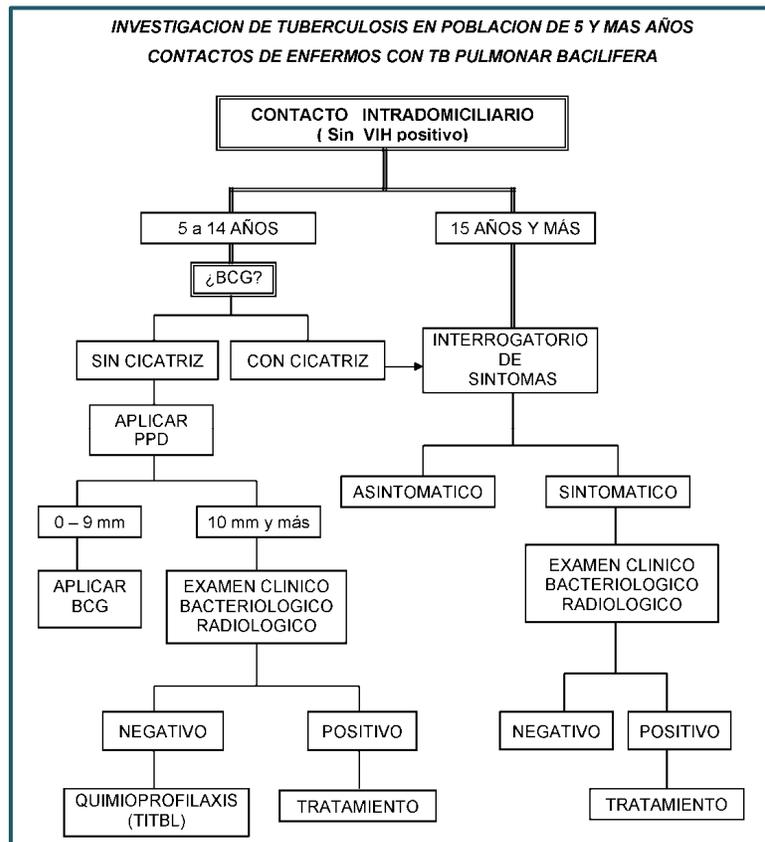 INVESTIGACION DE TUBERCULOSIS EN POBLACION DE 5 Y MAS AÑOS
CONTACTOS DE ENFERMOS CON TB PULMONAR BACILIFERA
CONTACTO INTRADOMICILIARIO
( Sin VIH positivo)
5 a 14 AÑOS
15 AÑOS Y MÁS
¿BCG?
SIN CICATRIZ
CON CICATRIZ
INTERROGATORIO
DE
SINTOMAS
APLICAR
PPD
ASINTOMATICO
SINTOMATICO
0 – 9 mm
10 mm y más
APLICAR
BCG
EXAMEN CLINICO
BACTERIOLOGICO
RADIOLOGICO
EXAMEN CLINICO
BACTERIOLOGICO
RADIOLOGICO
NEGATIVO
POSITIVO
NEGATIVO
POSITIVO
QUIMIOPROFILAXIS
(TITBL)
TRATAMIENTO
TRATAMIENTO